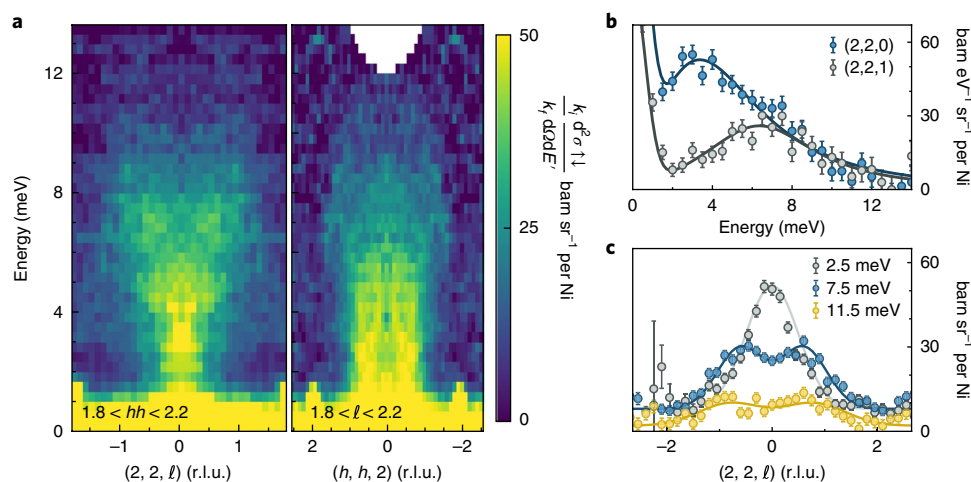 a
Energy (meV)
12
8
4
0
1.8 < hh < 2.2
1.8 < ℓ < 2.2
−1
0
1
2
0
−2
(2, 2, ℓ) (r.l.u.)
(h, h, 2) (r.l.u.)
50
25
0
k_i d²σ↑↓
k_f dωdE′
barn sr⁻¹ per Ni
b
(2,2,0)
(2,2,1)
60
30
0
barn eV⁻¹ sr⁻¹ per Ni
0
4
8
12
Energy (meV)
c
2.5 meV
7.5 meV
11.5 meV
60
30
0
barn sr⁻¹ per Ni
−2
0
2
(2, 2, ℓ) (r.l.u.)